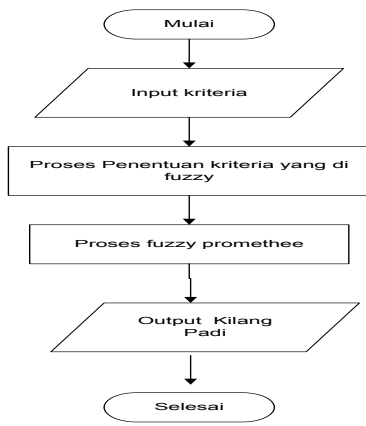 Mulai
Input kriteria
Proses Penentuan kriteria yang di
fuzzy
Proses fuzzy promethee
Output Kilang
Padi
Selesai